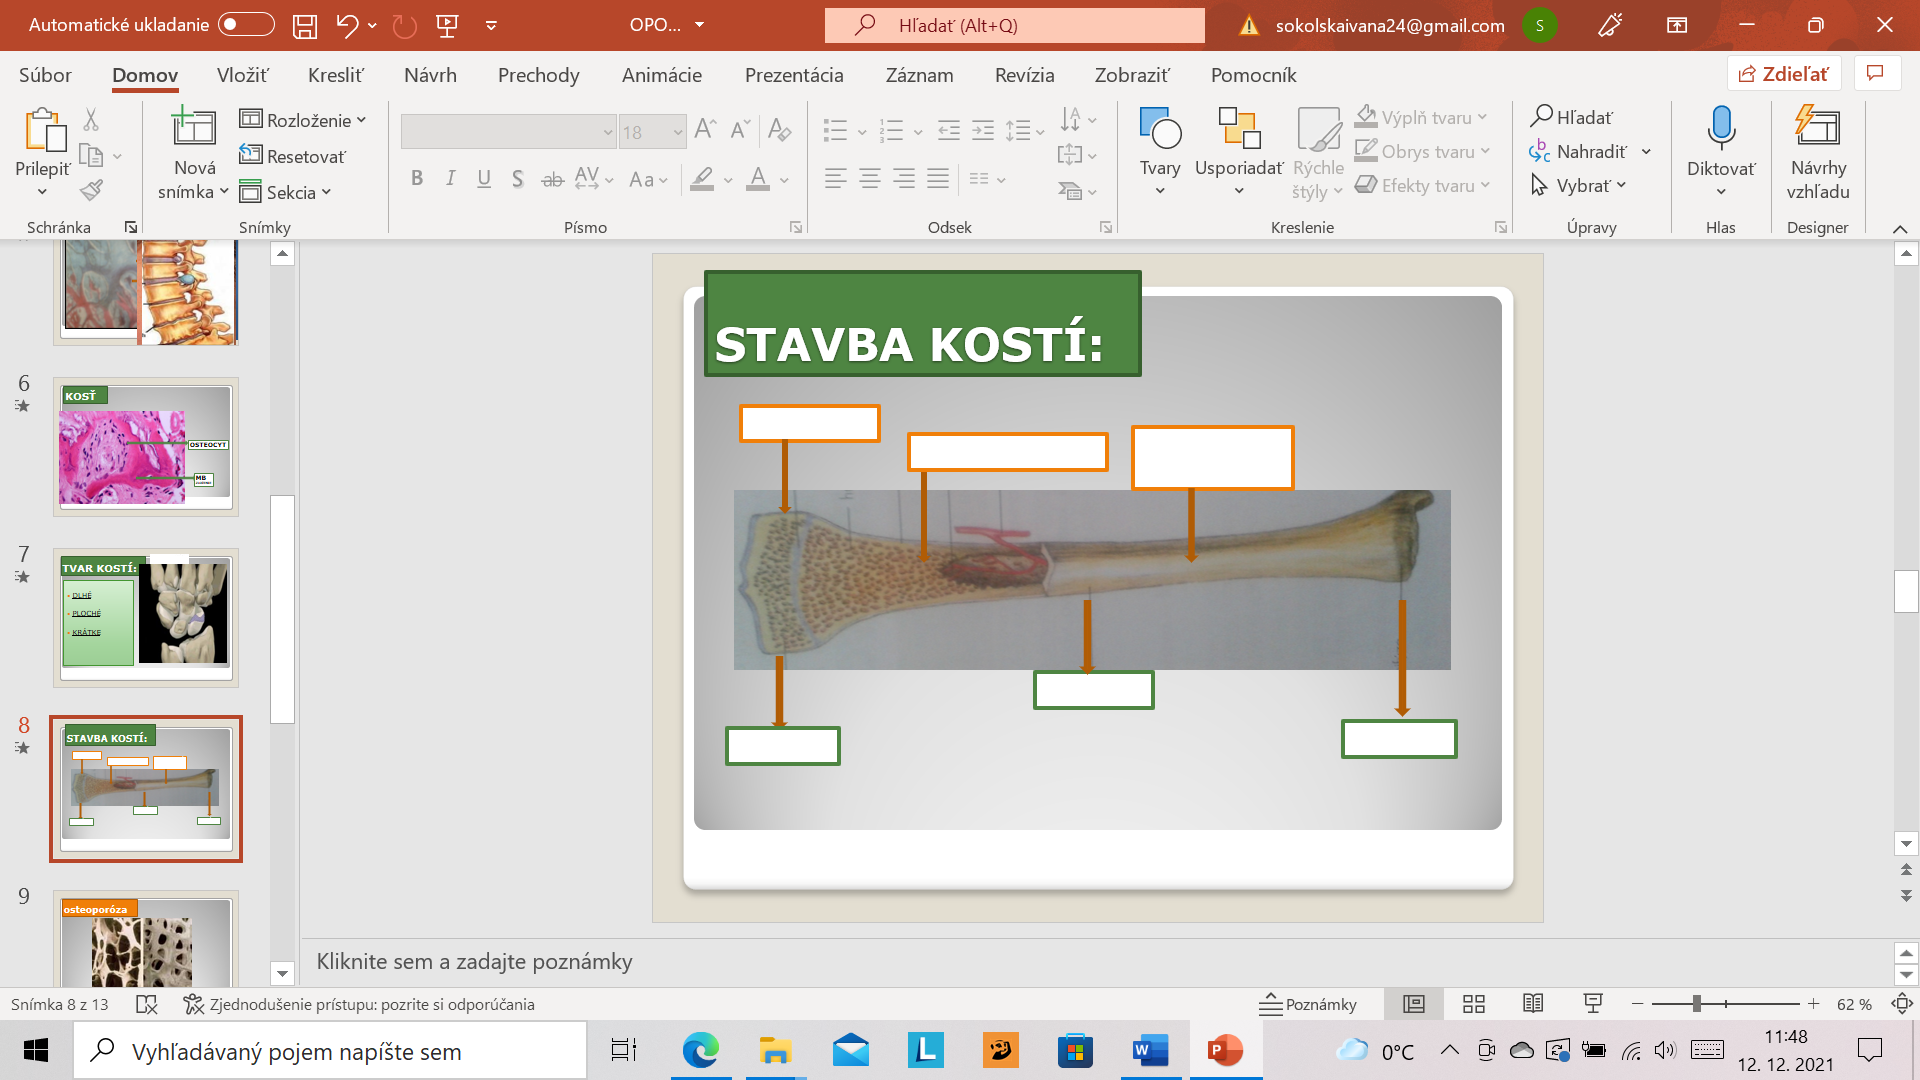 Automatické ukladanie
OPO...
Hľadať (Alt+Q)
sokolskaivana24@gmail.com
S
Súbor
Domov
Vložiť
Kresliť
Návrh
Prechody
Animácie
Prezentácia
Záznam
Revízia
Zobraziť
Pomocník
Zdieľať
Prilepiť
Schránka
Nová
snímka
Rozloženie
Resetovať
Sekcia
Snímky
18
B I U S ab AV Aa A
Písmo
Odsek
Tvary
Usporiadať
Rýchle
štýly
Výplň tvaru
Obrys tvaru
Efekty tvaru
Kreslenie
Hľadať
Nahradiť
Vybrať
Úpravy
Diktovať
Hlas
Návrhy
vzhľadu
Designer
6
KOSŤ
OSTEOCYT
MB
7
TVAR KOSTÍ:
DLHÉ
PLOCHÉ
KRÁTKE
8
STAVBA KOSTÍ:
9
osteoporóza
STAVBA KOSTÍ:
Kliknite sem a zadajte poznámky
Snímka 8 z 13
Zjednodušenie prístupu: pozrite si odporúčania
Poznámky
62 %
Vyhľadávaný pojem napíšte sem
0°C
11:48
12. 12. 2021